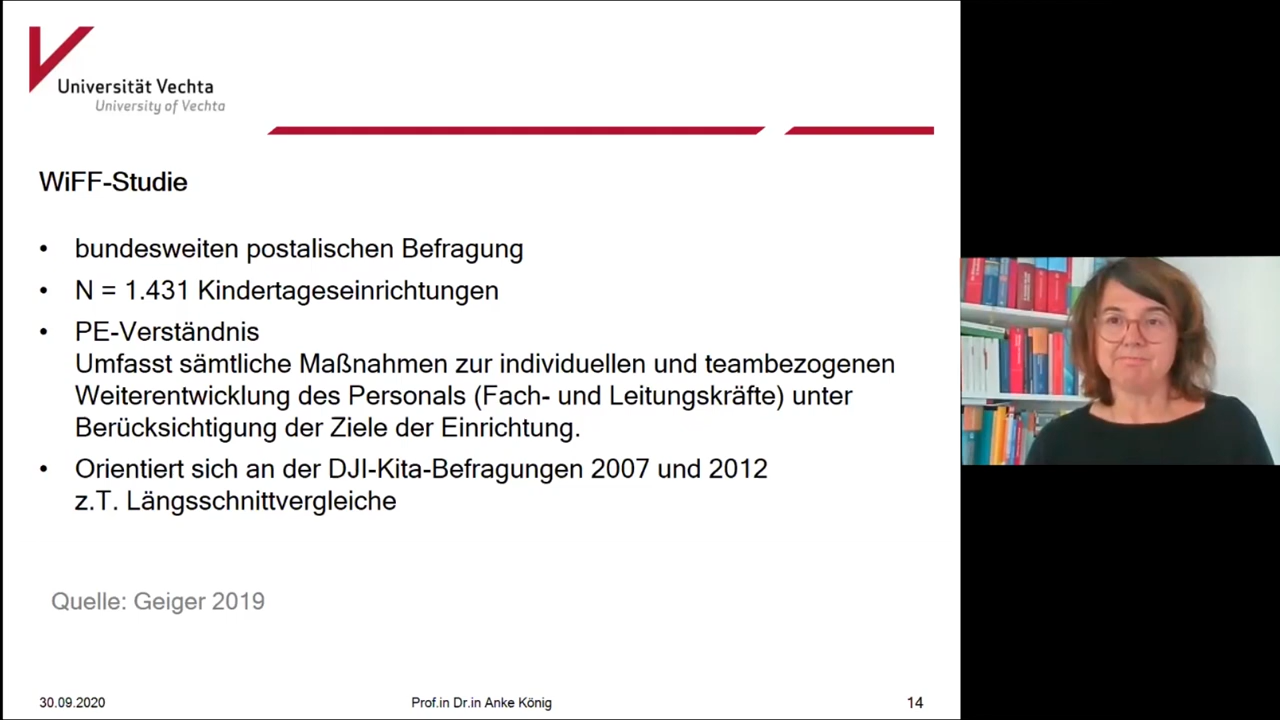 Universität Vechta
University of Vechta
WiFF-Studie
• bundesweiten postalischen Befragung
• N = 1.431 Kindertageseinrichtungen
• PE-Verständnis
Umfasst sämtliche Maßnahmen zur individuellen und teambezogenen
Weiterentwicklung des Personals (Fach- und Leitungskräfte) unter
Berücksichtigung der Ziele der Einrichtung.
• Orientiert sich an der DJI-Kita-Befragungen 2007 und 2012
z.T. Längsschnittvergleiche
Quelle: Geiger 2019
30.09.2020
Prof.in Dr.in Anke König
14